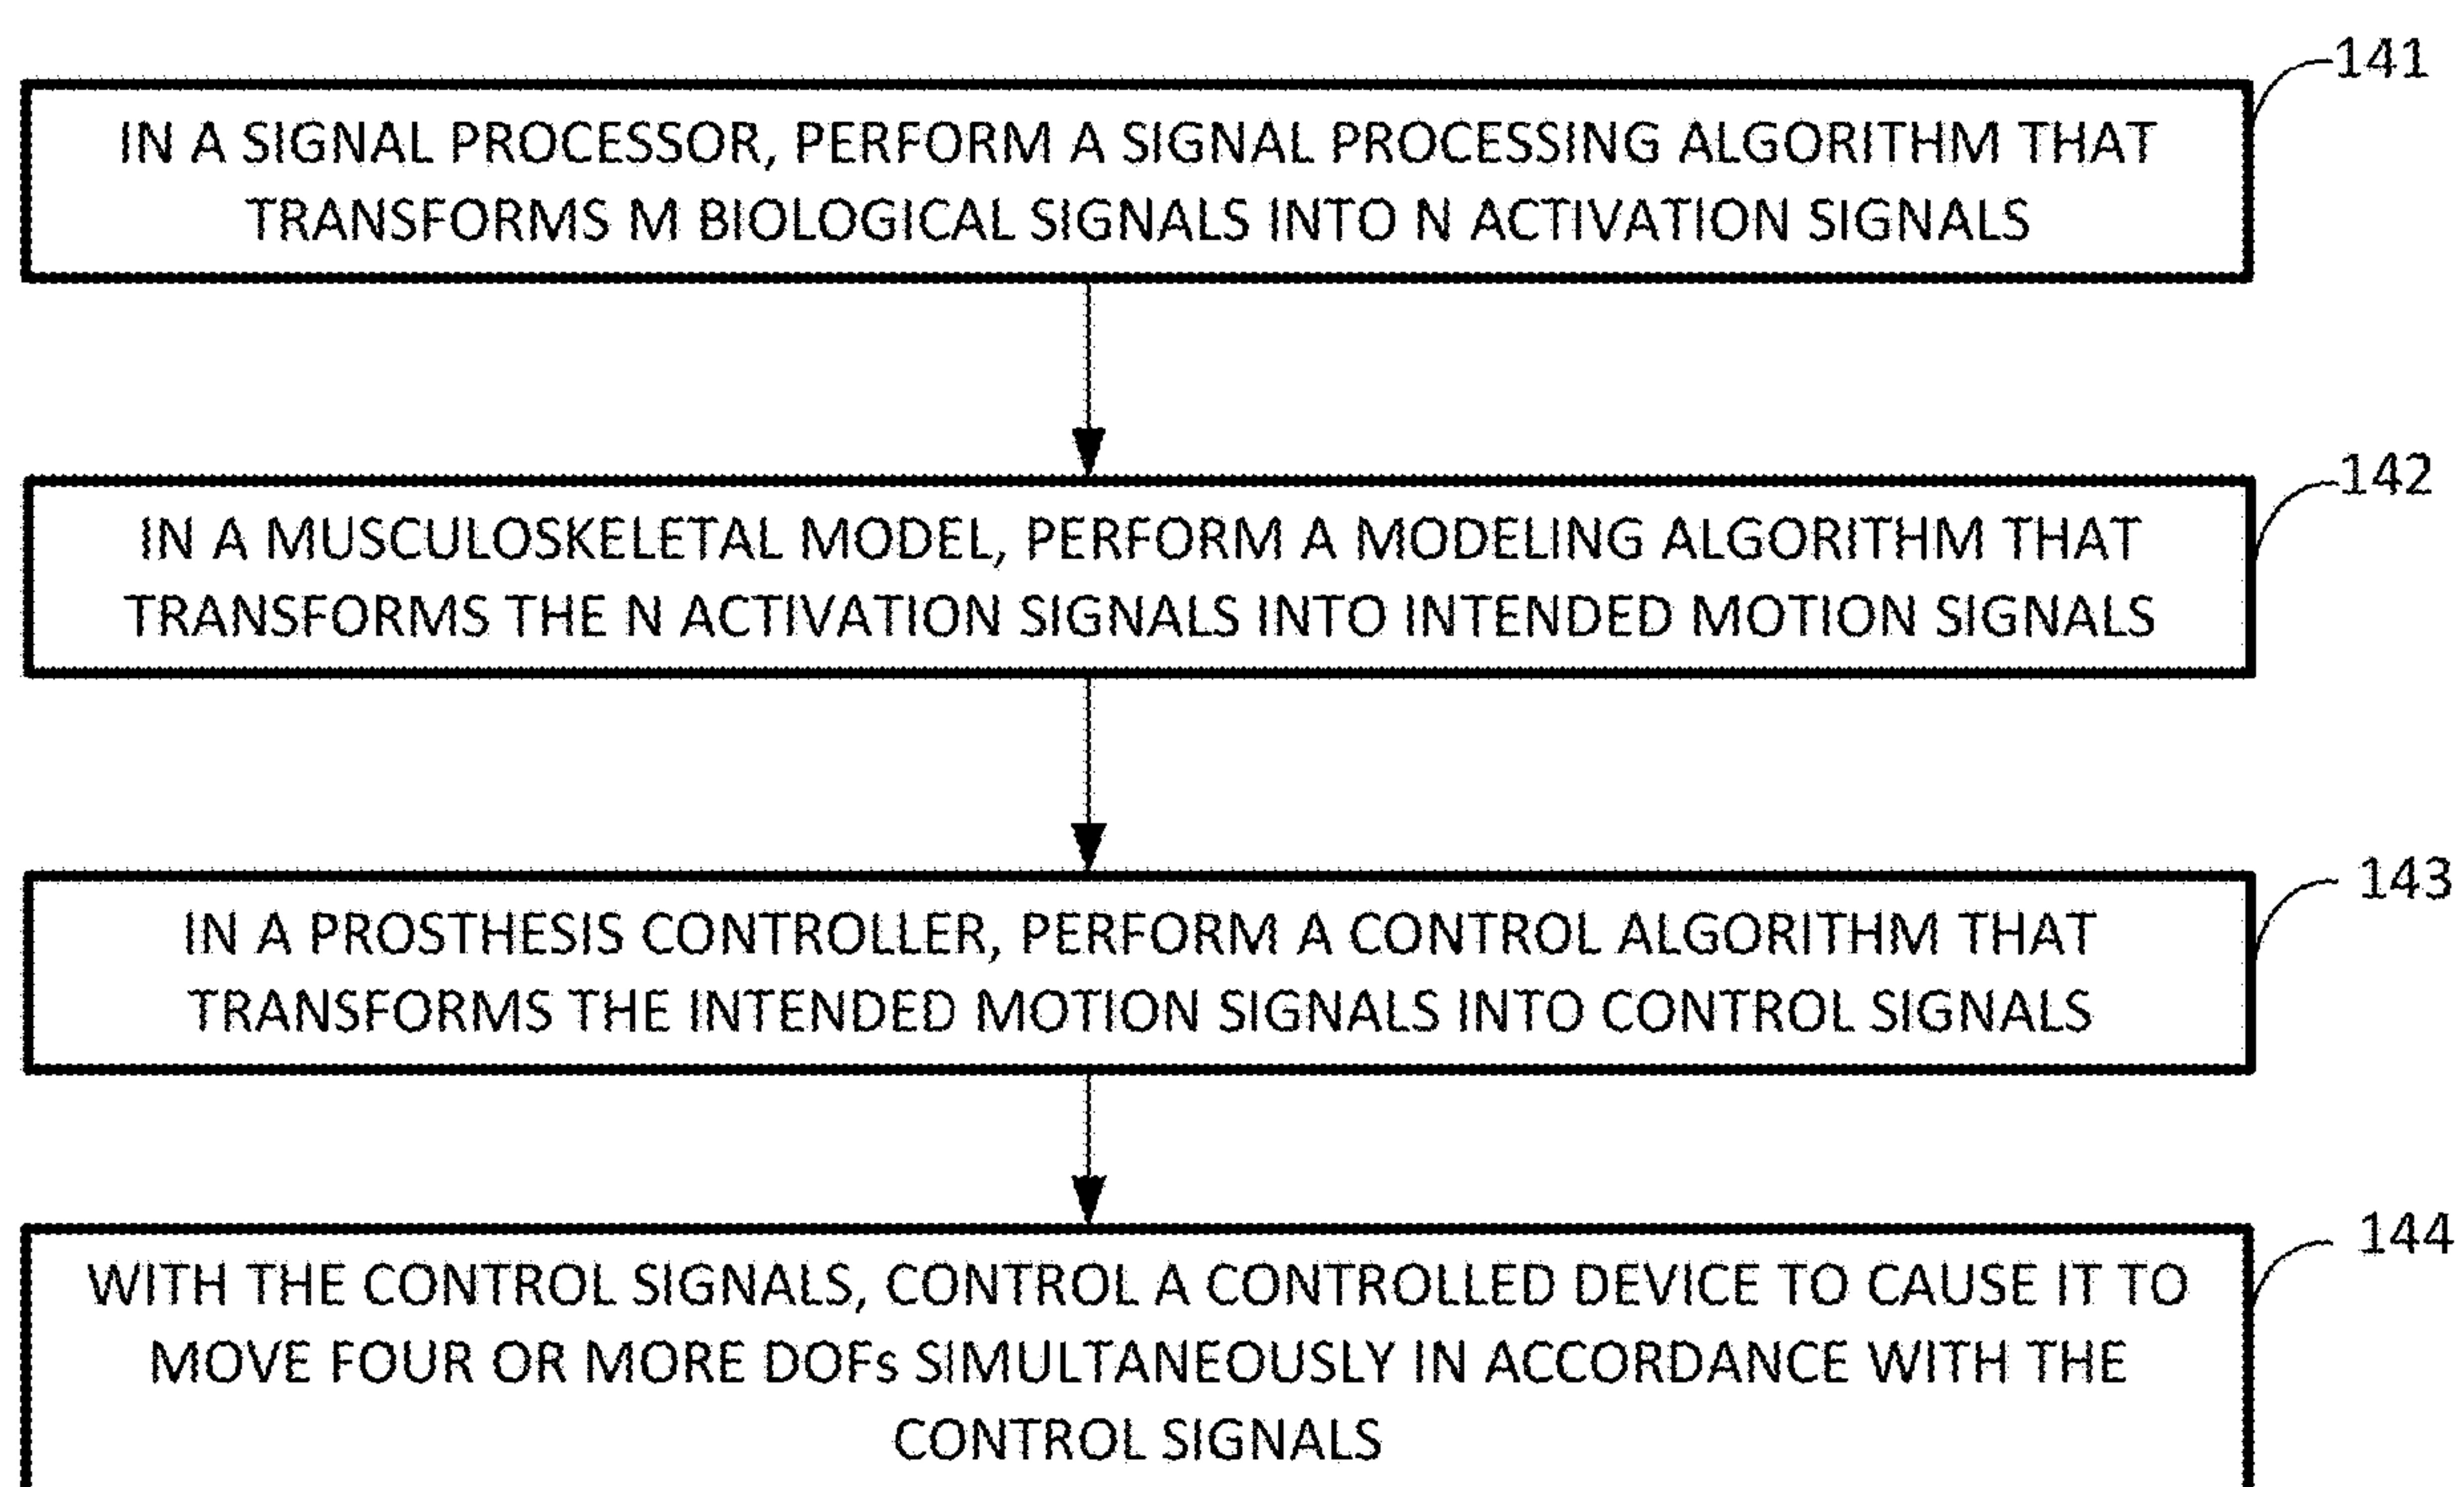 141
IN A SIGNAL PROCESSOR, PERFORM A SIGNAL PROCESSING ALGORITHM THAT
TRANSFORMS M BIOLOGICAL SIGNALS INTO N ACTIVATION SIGNALS
142
IN A MUSCULOSKELETAL MODEL, PERFORM A MODELING ALGORITHM THAT
TRANSFORMS THE N ACTIVATION SIGNALS INTO INTENDED MOTION SIGNALS
143
IN A PROSTHESIS CONTROLLER, PERFORM A CONTROL ALGORITHM THAT
TRANSFORMS THE INTENDED MOTION SIGNALS INTO CONTROL SIGNALS
144
WITH THE CONTROL SIGNALS, CONTROL A CONTROLLED DEVICE TO CAUSE IT TO
MOVE FOUR OR MORE DOFs SIMULTANEOUSLY IN ACCORDANCE WITH THE
CONTROL SIGNALS